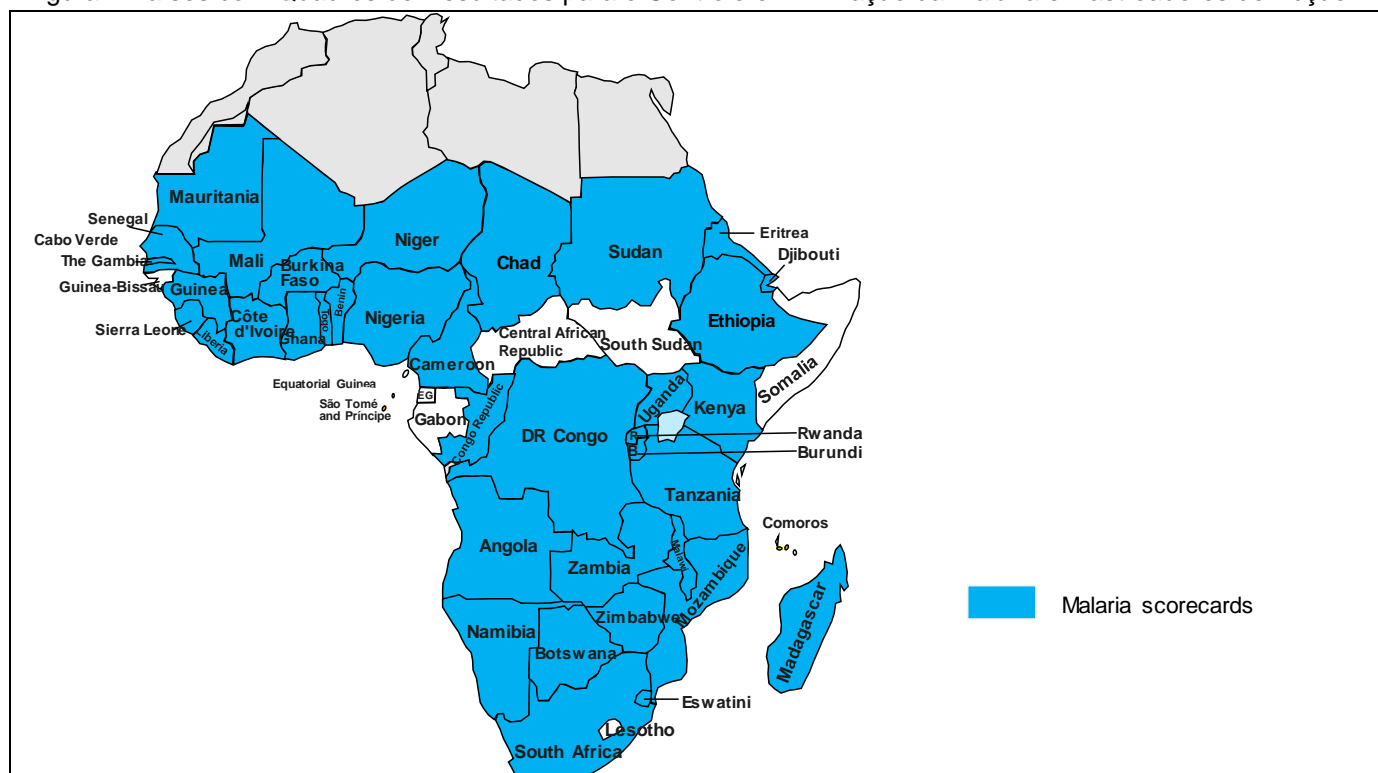 Mauritania
Senegal
Cabo Verde
The Gambia
Guinea-Bissau
Guinea
Sierra Leone
Liberia
Mali
Burkina
Faso
Côte
d'Ivoire
Ghana
Togo
Benin
Niger
Nigeria
Chad
Sudan
Eritrea
Djibouti
Ethiopia
Central African
Republic
South Sudan
Somalia
Cameroon
Equatorial Guinea
EG
São Tomé
and Príncipe
Gabon
Congo Republic
DR Congo
Uganda
Kenya
R
Rwanda
B
Burundi
Tanzania
Comoros
Angola
Zambia
Malawi
Mozambique
Zimbabwe
Namibia
Botswana
Madagascar
Malaria scorecards
Eswatini
Lesotho
South Africa